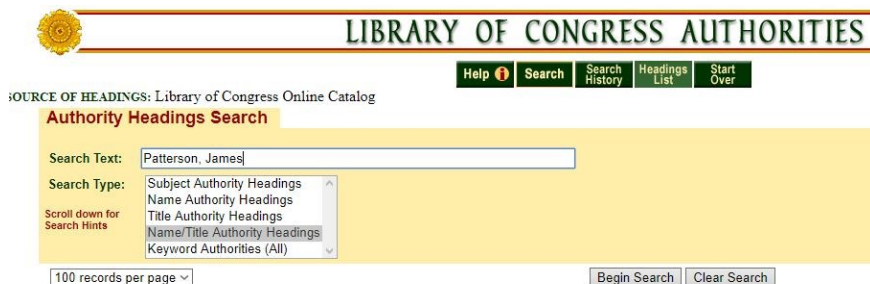 LIBRARY OF CONGRESS AUTHORITIES
Help Search Search History Headings List Start Over
SOURCE OF HEADINGS: Library of Congress Online Catalog
Authority Headings Search
Search Text: Patterson, James
Search Type: Subject Authority Headings
Name Authority Headings
Scroll down for Title Authority Headings
Search Hints Name/Title Authority Headings
Keyword Authorities (All)
100 records per page Begin Search Clear Search